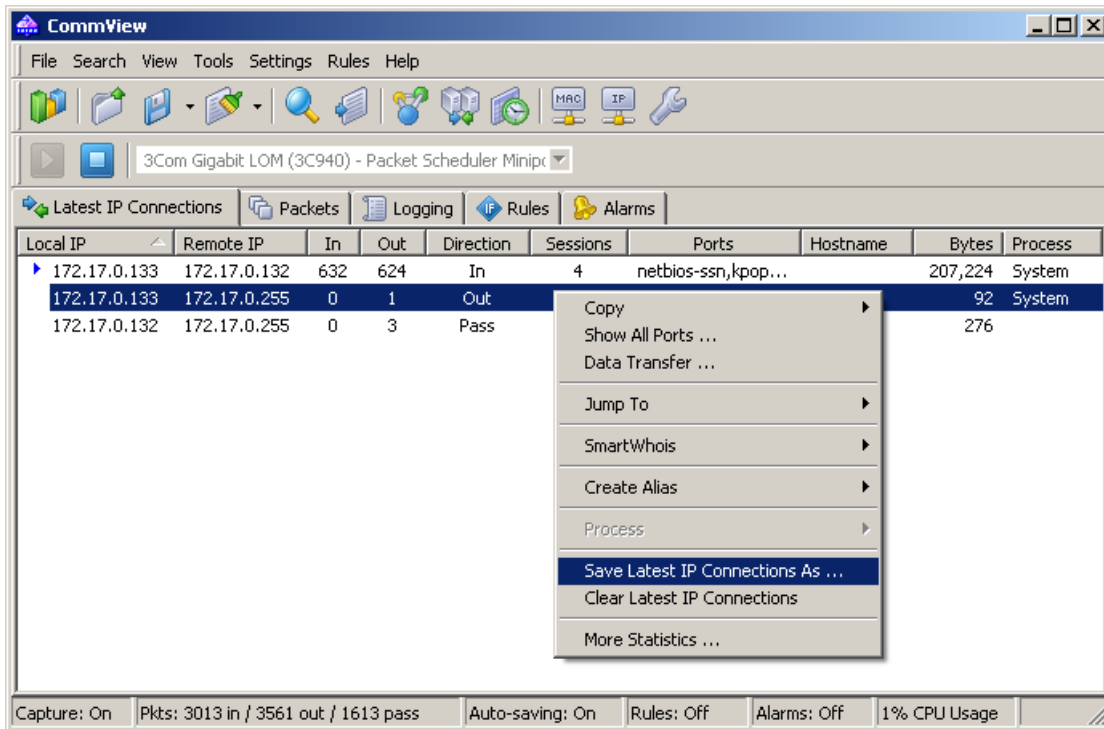 CommView
File Search View Tools Settings Rules Help
MAC IP
3Com Gigabit LOM (3C940) - Packet Scheduler Minipo
Latest IP Connections Packets Logging IF Rules Alarms
Local IP Remote IP In Out Direction Sessions Ports Hostname Bytes Process
172.17.0.133 172.17.0.132 632 624 In 4 netbios-ssn,kpop... 207,224 System
172.17.0.133 172.17.0.255 0 1 Out 92 System
172.17.0.132 172.17.0.255 0 3 Pass 276
Copy
Show All Ports ...
Data Transfer ...
Jump To
SmartWhois
Create Alias
Process
Save Latest IP Connections As ...
Clear Latest IP Connections
More Statistics ...
Capture: On Pkts: 3013 in / 3561 out / 1613 pass Auto-saving: On Rules: Off Alarms: Off 1% CPU Usage